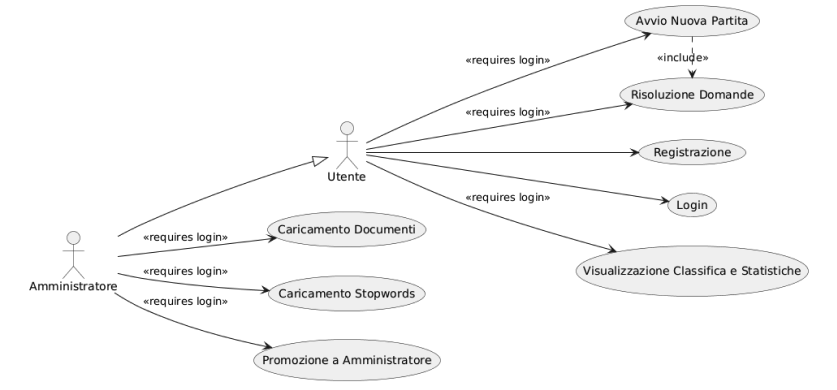 Avvio Nuova Partita
«requires login»
«include»
Risoluzione Domande
«requires login»
Registrazione
Utente
Login
«requires login»
Visualizzazione Classifica e Statistiche
Caricamento Documenti
«requires login»
Amministratore
«requires login»
Caricamento Stopwords
«requires login»
Promozione a Amministratore